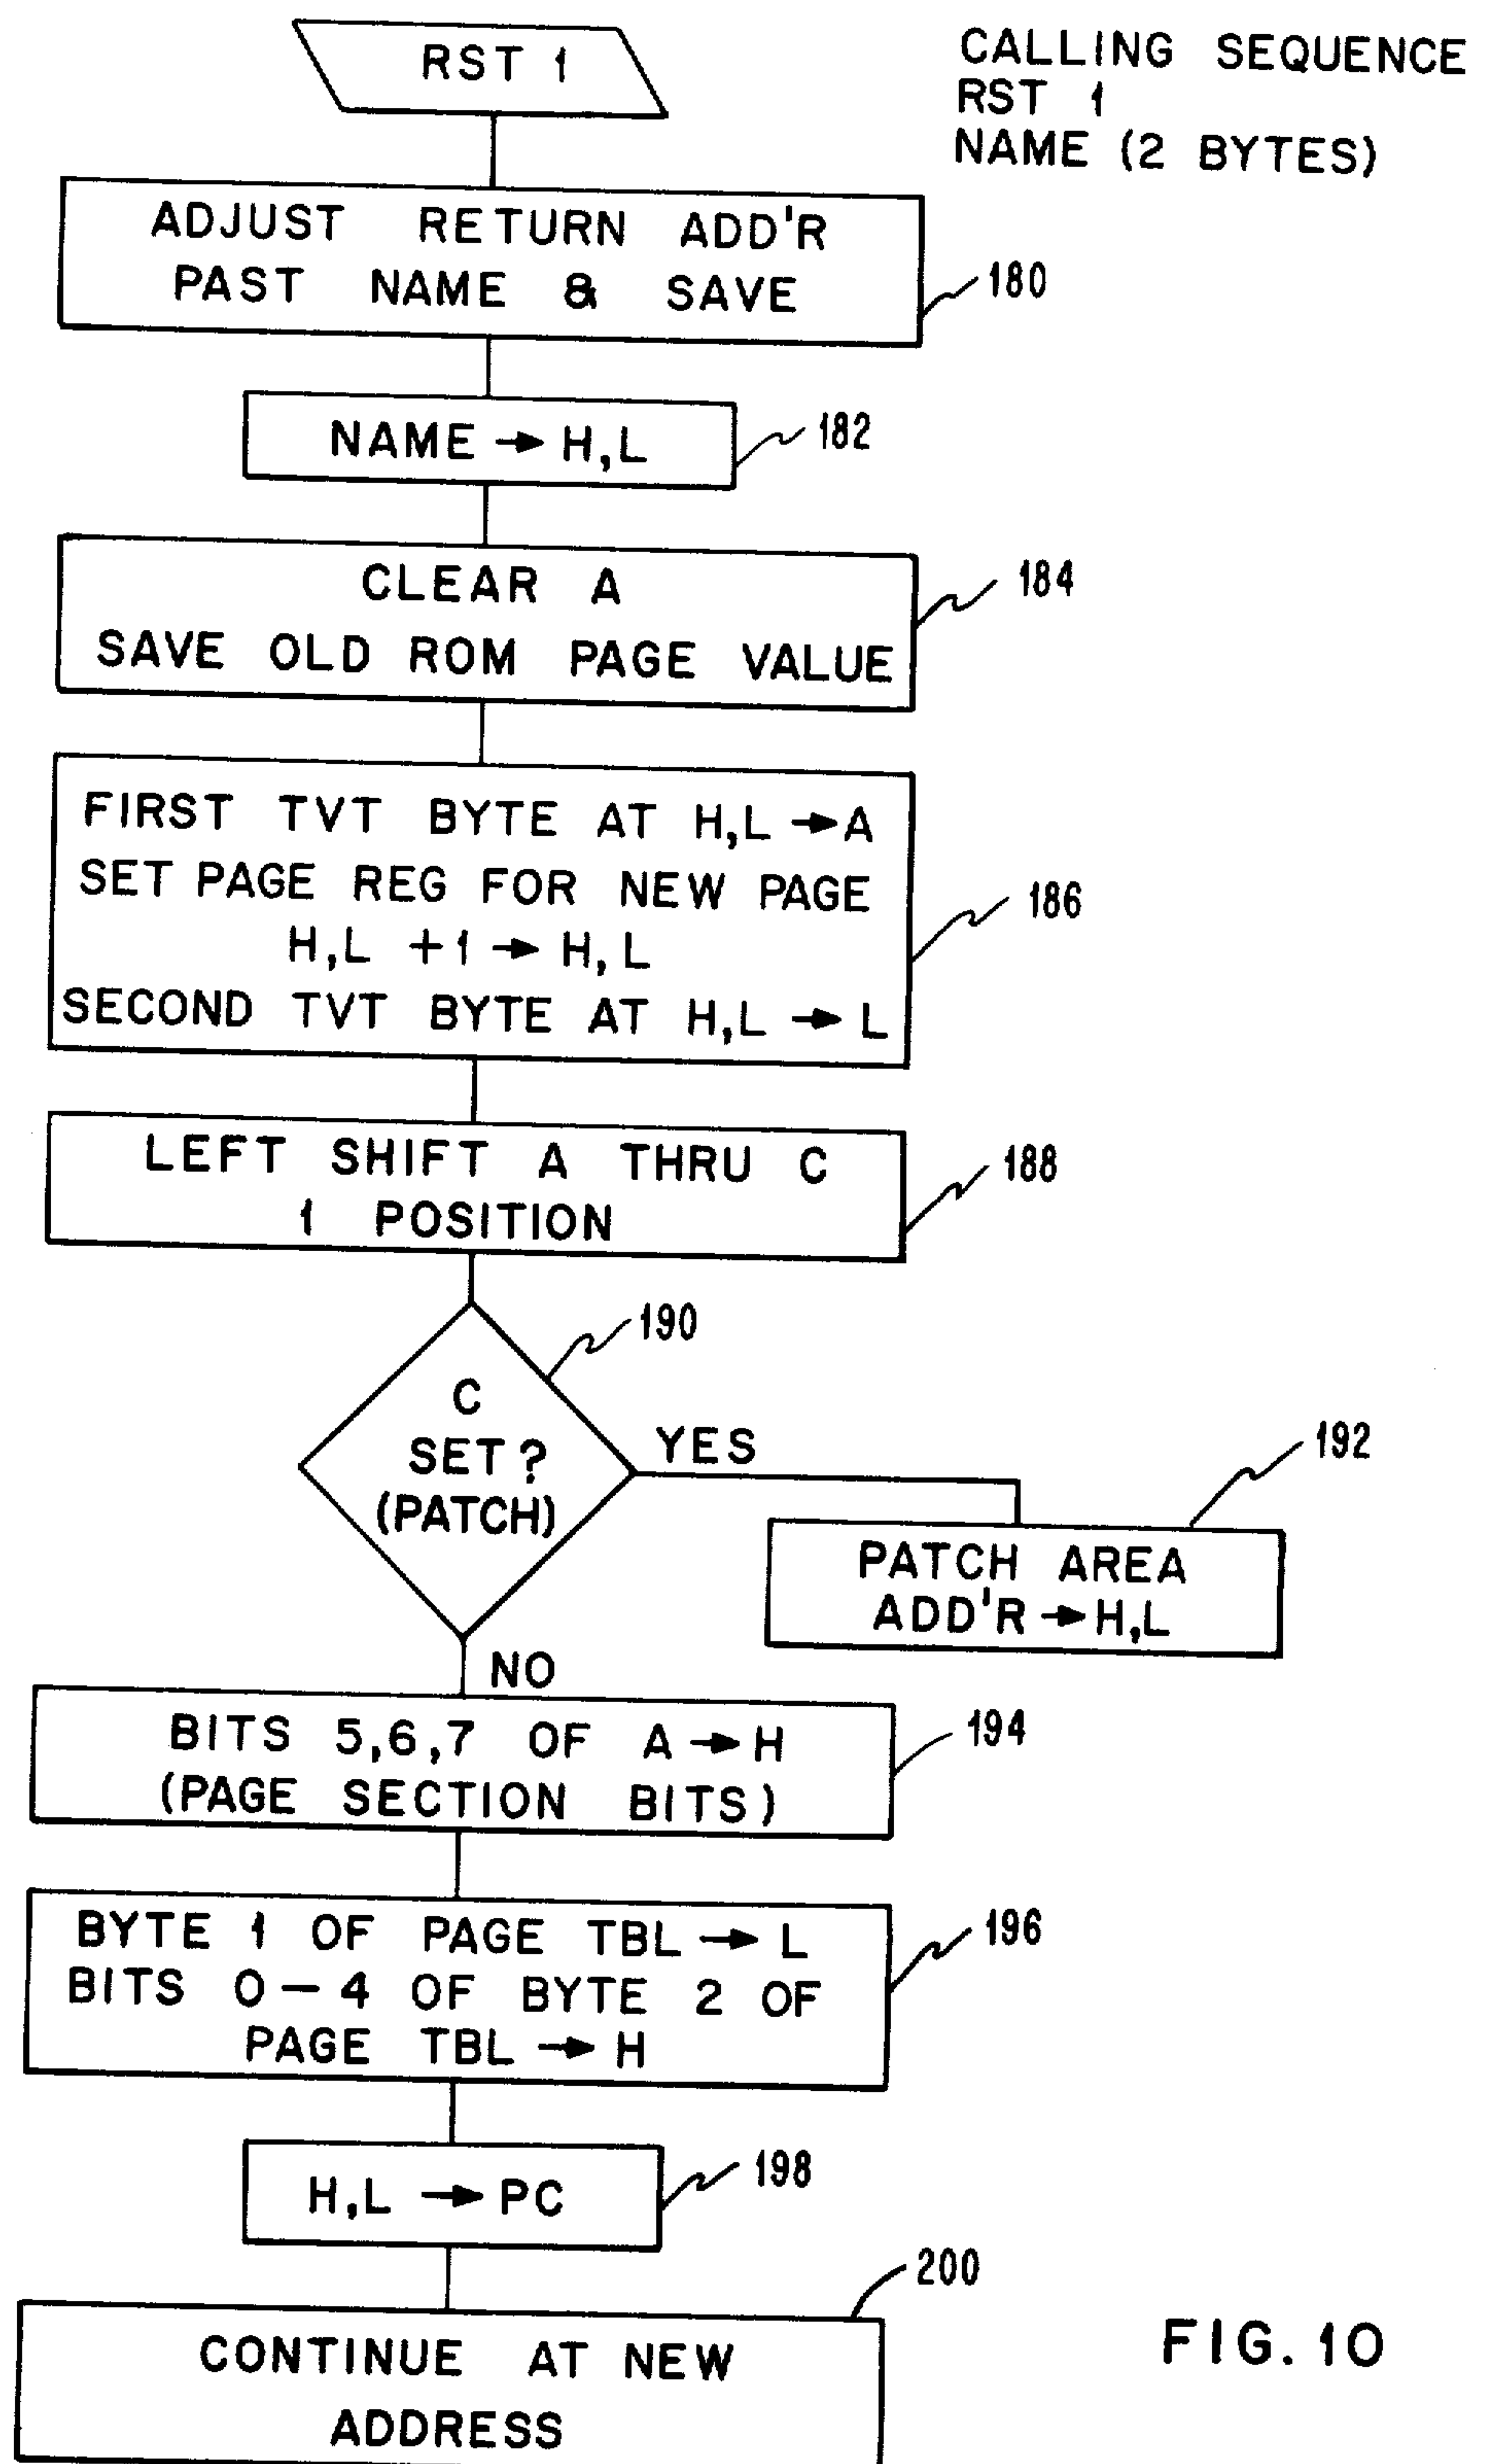 RST 1
CALLING SEQUENCE
RST 1
NAME (2 BYTES)
ADJUST RETURN ADD'R
PAST NAME & SAVE
180
NAME → H,L
182
CLEAR A
SAVE OLD ROM PAGE VALUE
184
FIRST TVT BYTE AT H,L → A
SET PAGE REG FOR NEW PAGE
H,L +1 → H,L
SECOND TVT BYTE AT H,L → L
186
LEFT SHIFT A THRU C
1 POSITION
188
190
C
SET?
(PATCH)
YES
192
PATCH AREA
ADD'R → H,L
NO
BITS 5,6,7 OF A → H
(PAGE SECTION BITS)
194
BYTE 1 OF PAGE TBL → L
BITS 0-4 OF BYTE 2 OF
PAGE TBL → H
196
H,L → PC
198
200
CONTINUE AT NEW
ADDRESS
FIG. 10